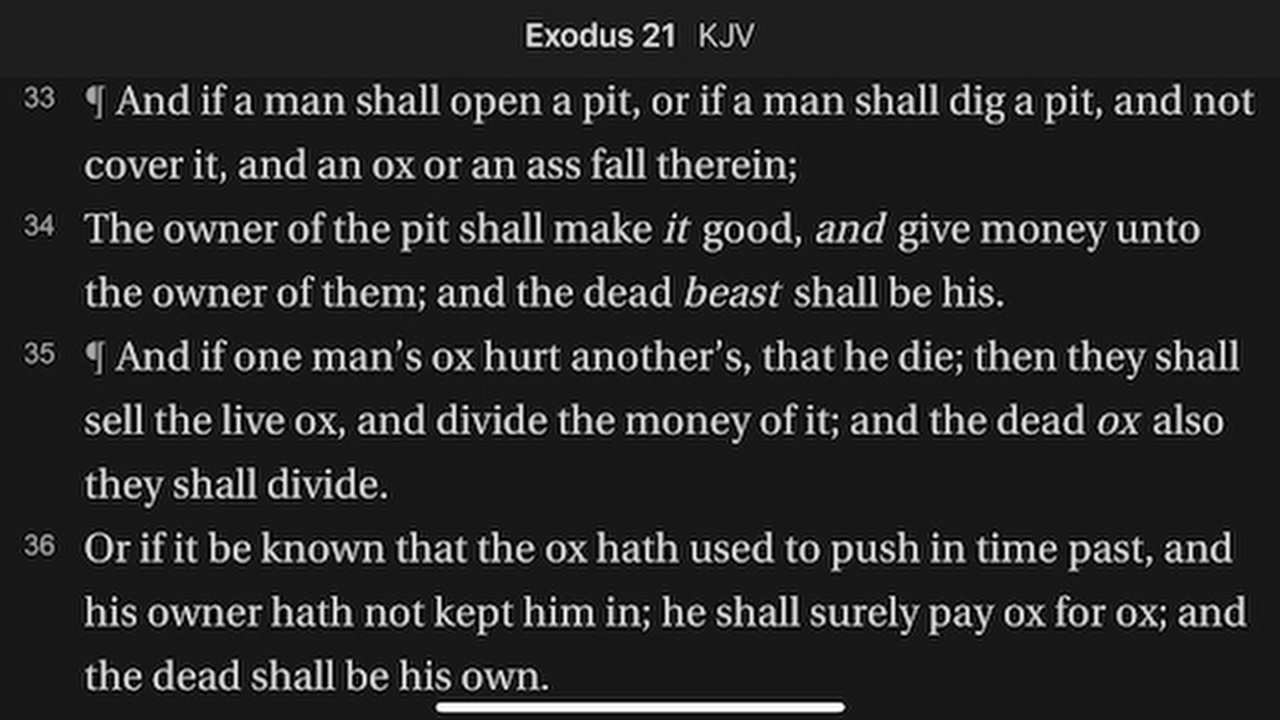 Exodus 21 KJV
33 ¶ And if a man shall open a pit, or if a man shall dig a pit, and not
cover it, and an ox or an ass fall therein;
34 The owner of the pit shall make it good, and give money unto
the owner of them; and the dead beast shall be his.
35 ¶ And if one man’s ox hurt another’s, that he die; then they shall
sell the live ox, and divide the money of it; and the dead ox also
they shall divide.
36 Or if it be known that the ox hath used to push in time past, and
his owner hath not kept him in; he shall surely pay ox for ox; and
the dead shall be his own.